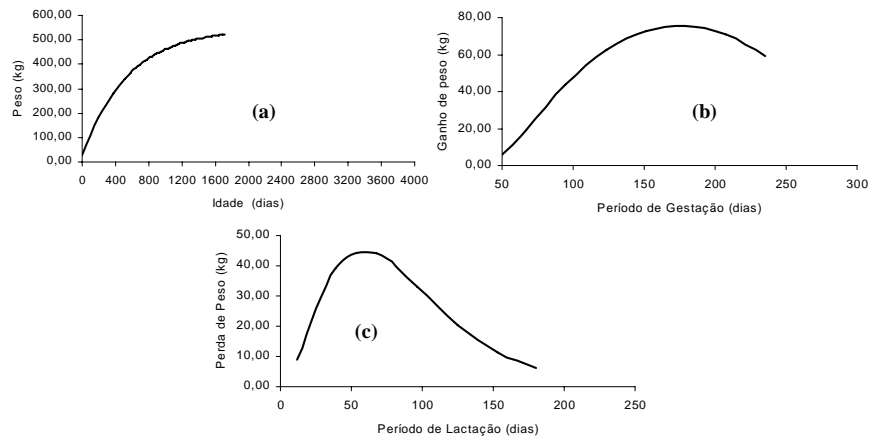 600,00
500,00
400,00
300,00
200,00
100,00
0,00
Peso (kg)
0 400 800 1200 1600 2000 2400 2800 3200 3600 4000
Idade (dias)
(a)
80,00
60,00
40,00
20,00
0,00
Ganho de peso (kg)
50 100 150 200 250 300
Período de Gestação (dias)
(b)
50,00
40,00
30,00
20,00
10,00
0,00
Perda de Peso (kg)
0 50 100 150 200 250
Período de Lactação (dias)
(c)